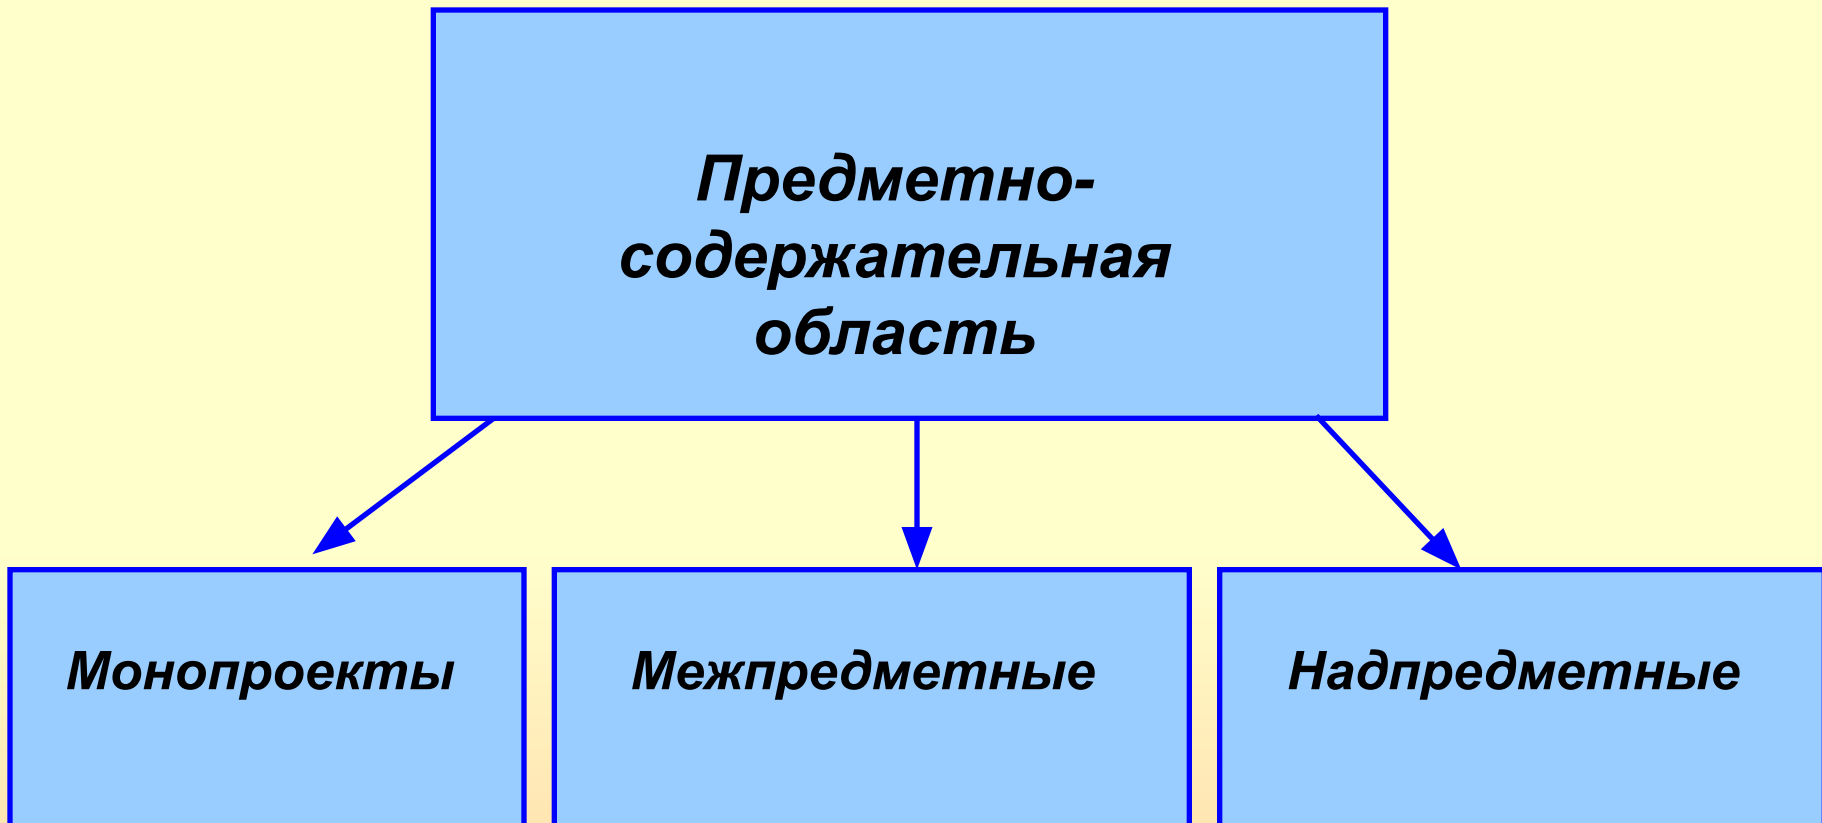 Предметно-
содержательная
область
Монопроекты
Межпредметные
Надпредметные